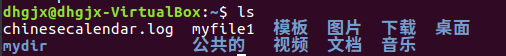 dhgjx@dhgjx-VirtualBox:~$ ls
chinesecalendar.log myfile1 模板 图片 下载 桌面
mydir 公共的 视频 文档 音乐